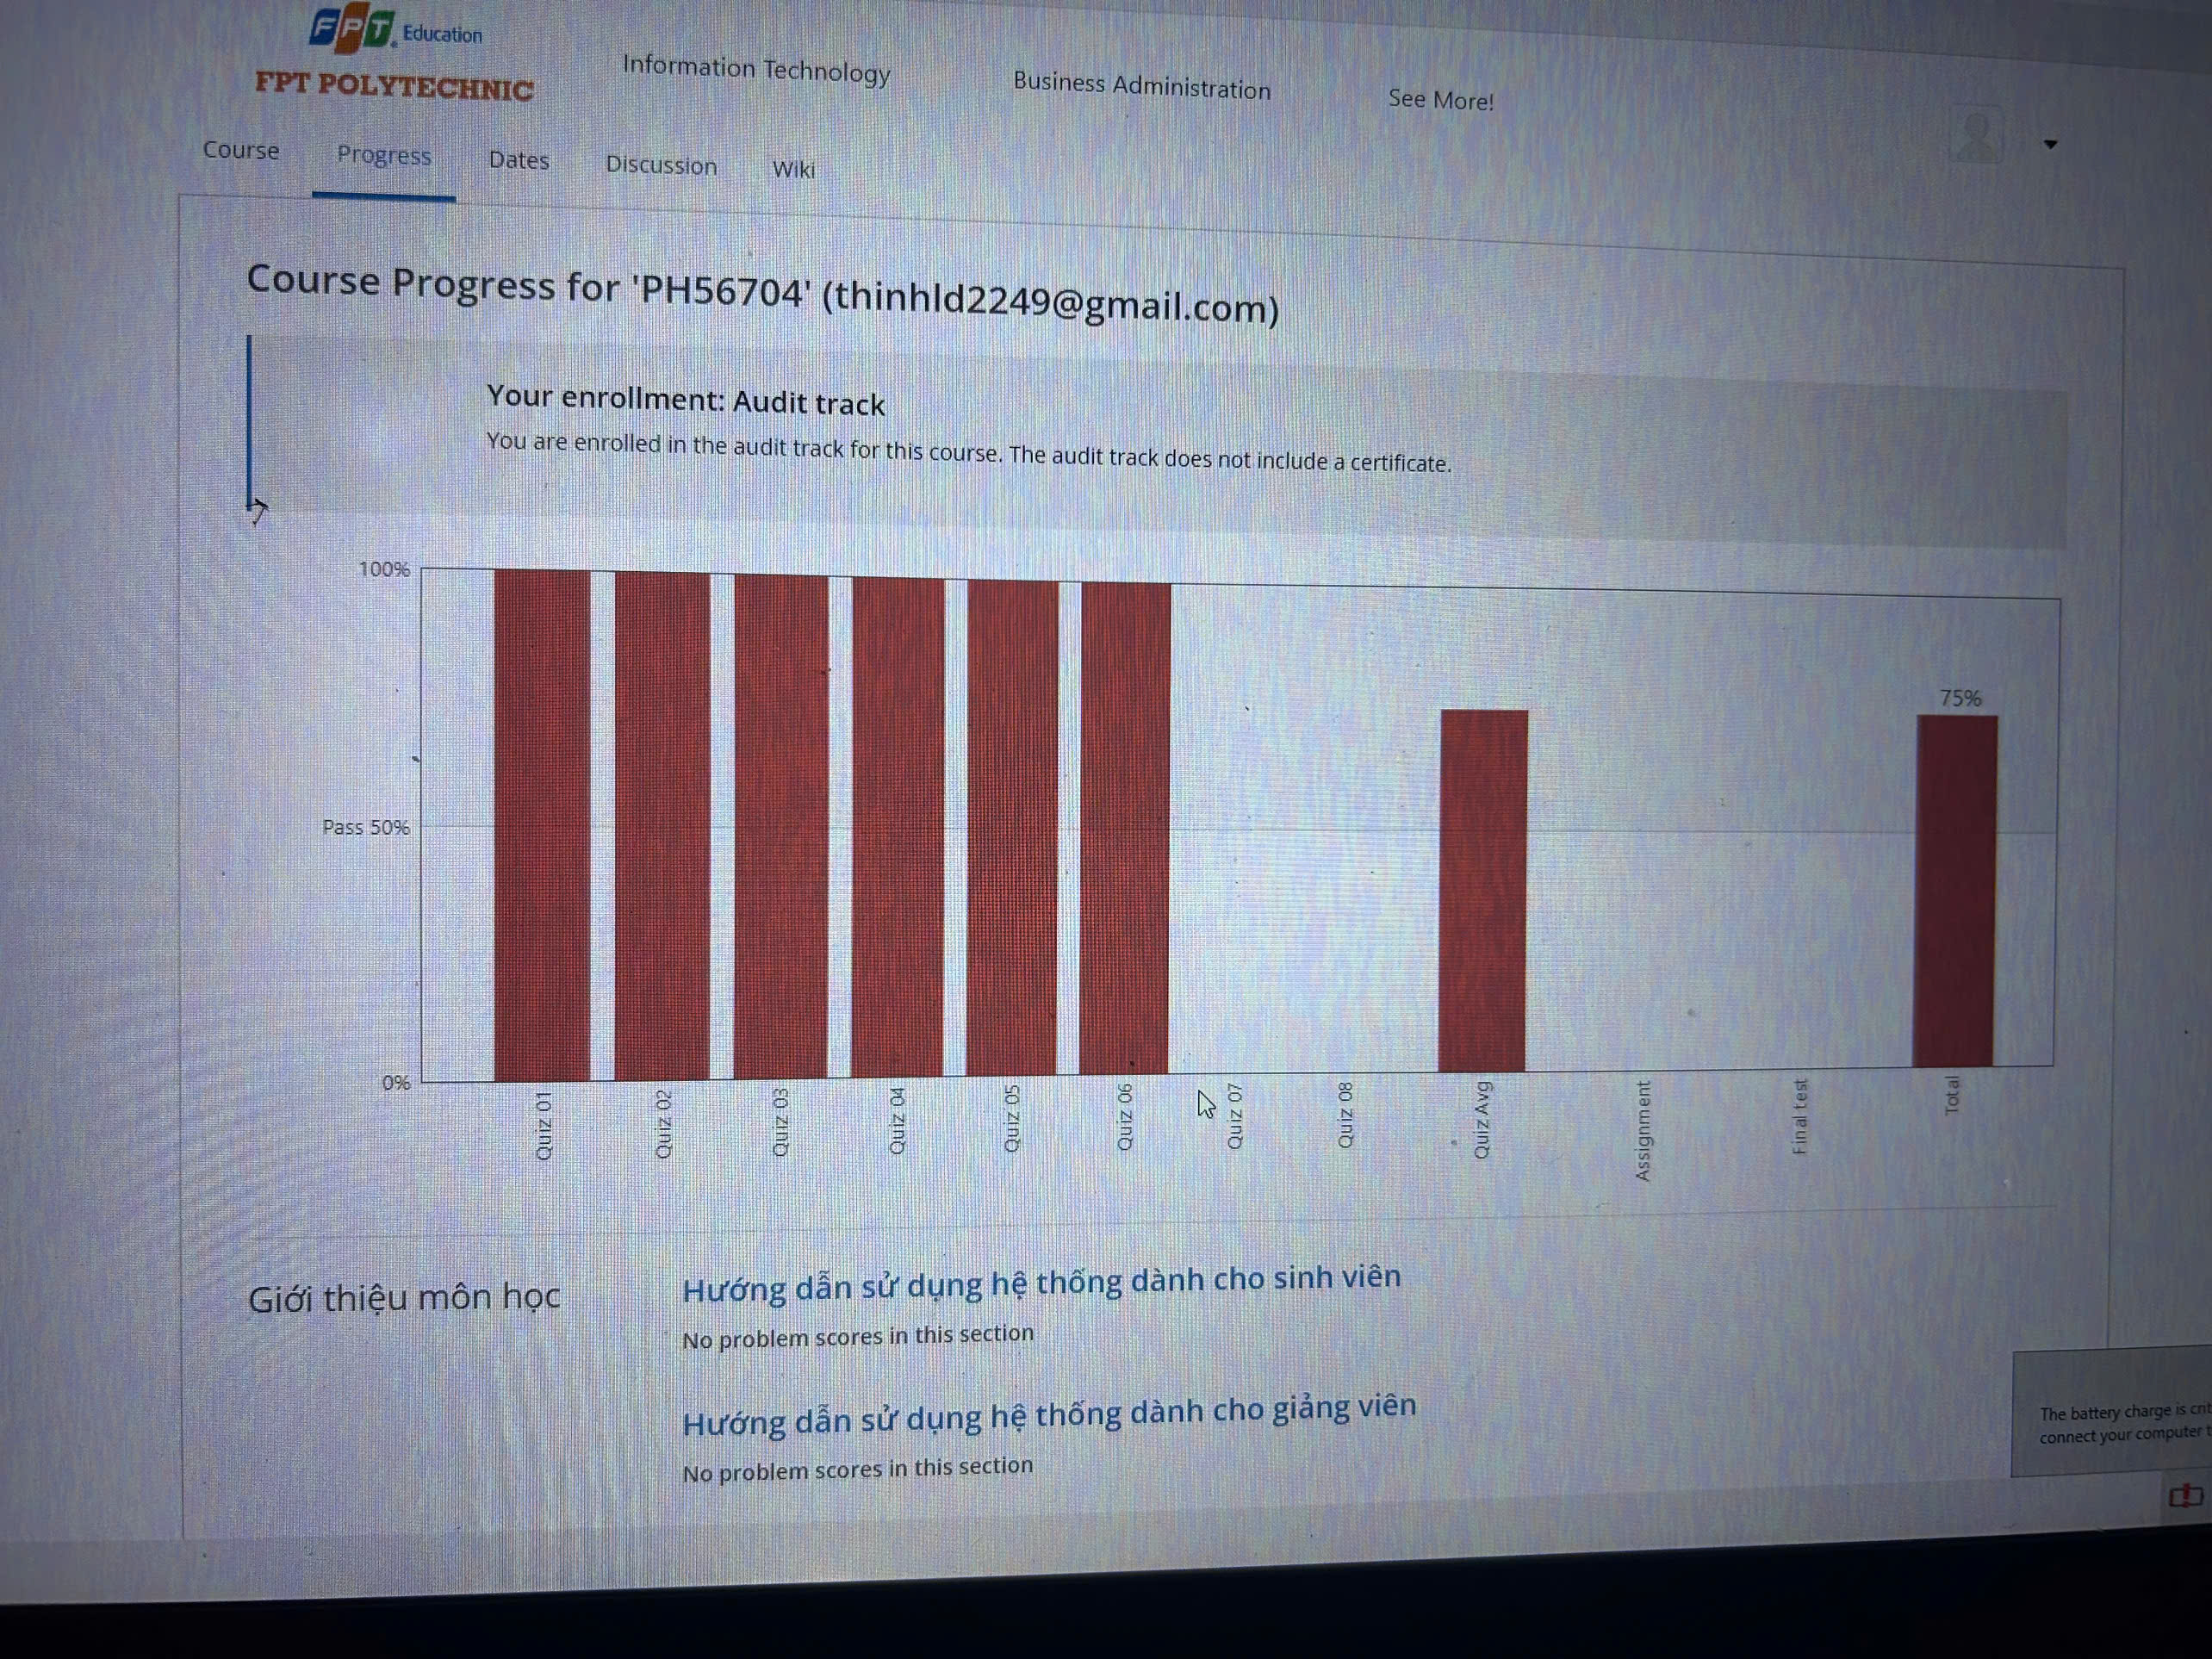 FPT Education
FPT POLYTECHNIC
Information Technology
Business Administration
See More!
Course
Progress
Dates
Discussion
Wiki
Course Progress for 'PH56704' (thinhld2249@gmail.com)
Your enrollment: Audit track
You are enrolled in the audit track for this course. The audit track does not include a certificate.
100%
75%
Pass 50%
0%
Quiz 01
Quiz 02
Quiz 03
Quiz 04
Quiz 05
Quiz 06
Quiz 07
Quiz 08
Quiz Avg
Assignment
Final test
Total
Giới thiệu môn học
Hướng dẫn sử dụng hệ thống dành cho sinh viên
No problem scores in this section
Hướng dẫn sử dụng hệ thống dành cho giảng viên
No problem scores in this section
The battery charge is
connect your computer